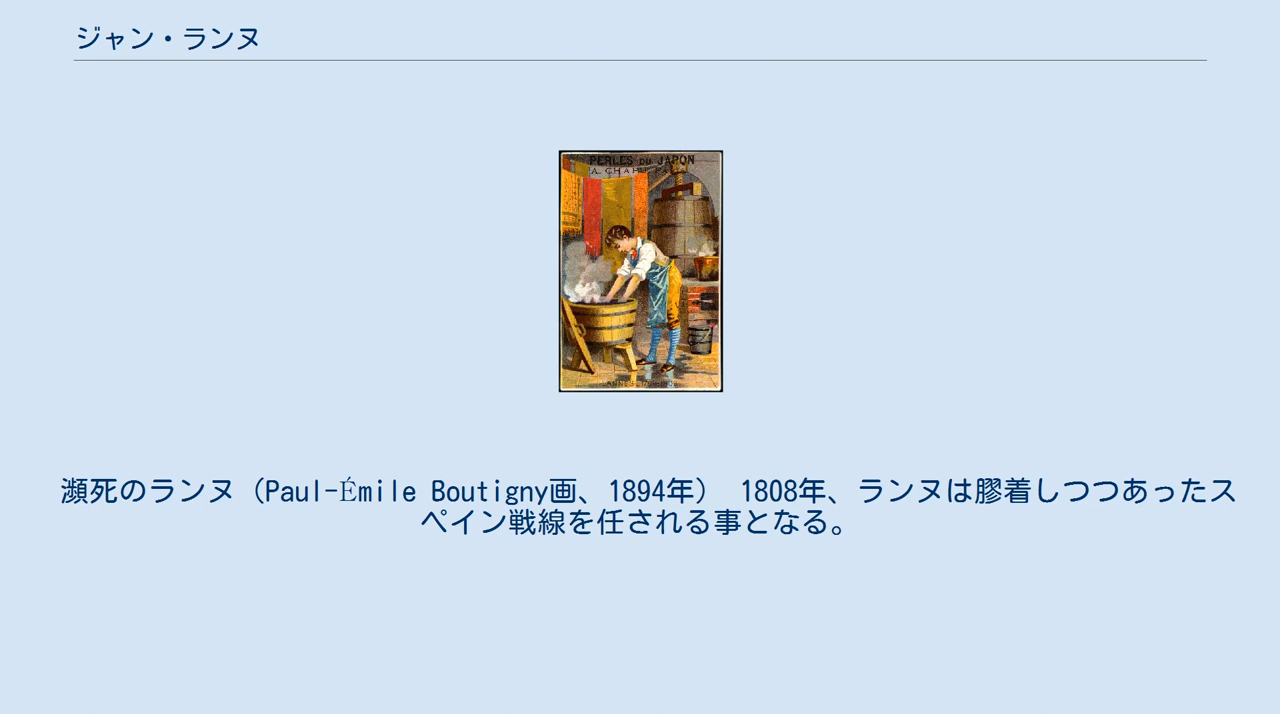 ジャン・ランヌ
PERLES DU JAPON
瀕死のランヌ（Paul-Émile Boutigny画、1894年） 1808年、ランヌは膠着しつつあったス
ペイン戦線を任される事となる。